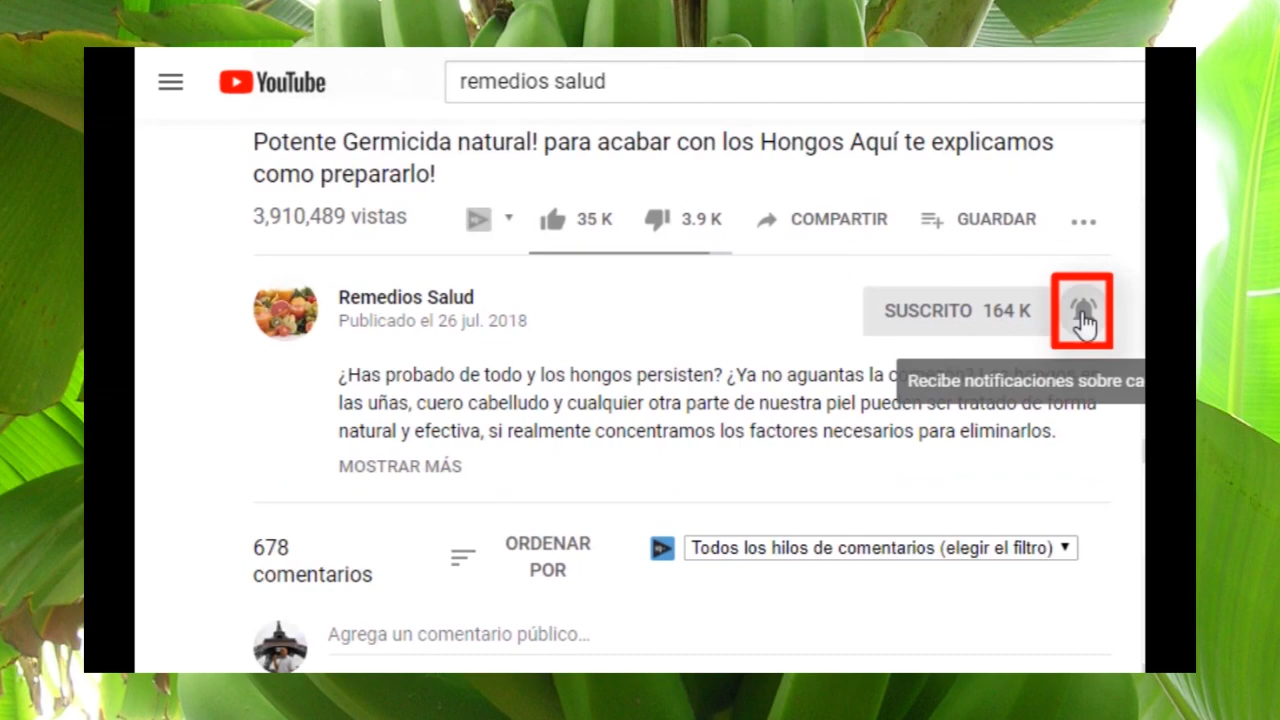 YouTube
remedios salud
Potente Germicida natural! para acabar con los Hongos Aquí te explicamos
como prepararlo!
3,910,489 vistas
35 K
3.9 K
COMPARTIR
GUARDAR
Remedios Salud
Publicado el 26 jul. 2018
SUSCRITO 164 K
Recibe notificaciones sobre ca
¿Has probado de todo y los hongos persisten? ¿Ya no aguantas la
las uñas, cuero cabelludo y cualquier otra parte de nuestra piel pueden ser tratado de forma
natural y efectiva, si realmente concentramos los factores necesarios para eliminarlos.
MOSTRAR MÁS
678
comentarios
ORDENAR
POR
Todos los hilos de comentarios (elegir el filtro)
Agrega un comentario público...